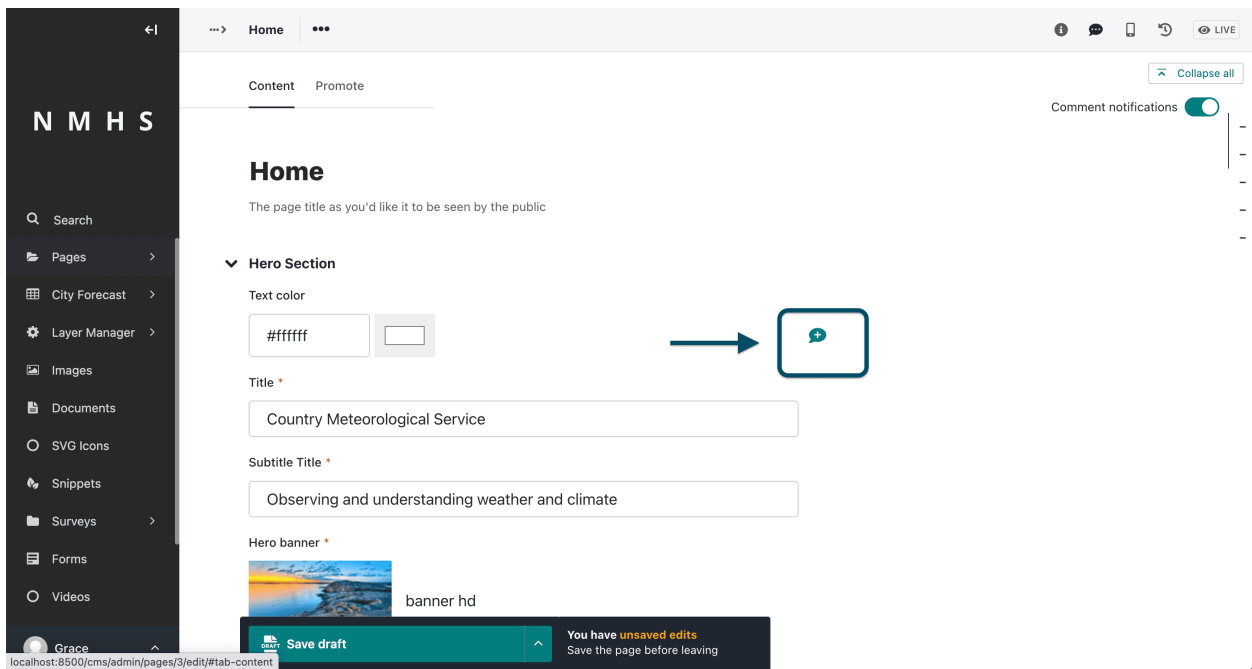 Home
LIVE
Content
Promote
Collapse all
Comment notifications
N M H S
Home
The page title as you'd like it to be seen by the public
Search
Pages
City Forecast
Layer Manager
Images
Documents
SVG Icons
Snippets
Surveys
Forms
Videos
Grace
Hero Section
Text color
#ffffff
Title *
Country Meteorological Service
Subtitle Title *
Observing and understanding weather and climate
Hero banner *
banner hd
DRAFT Save draft
You have unsaved edits
Save the page before leaving
localhost:8500/cms/admin/pages/3/edit/#tab-content